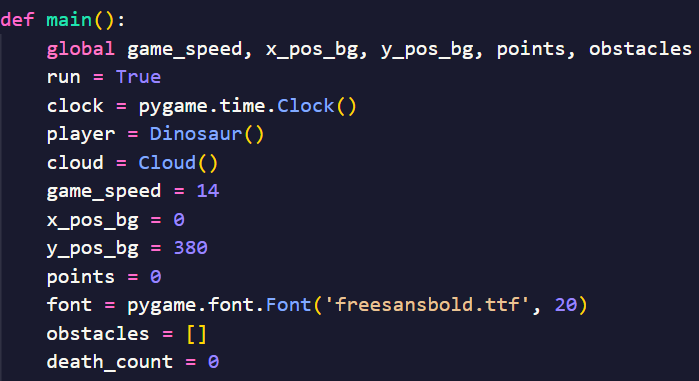 def main():
    global game_speed, x_pos_bg, y_pos_bg, points, obstacles
    run = True
    clock = pygame.time.Clock()
    player = Dinosaur()
    cloud = Cloud()
    game_speed = 14
    x_pos_bg = 0
    y_pos_bg = 380
    points = 0
    font = pygame.font.Font('freesansbold.ttf', 20)
    obstacles = []
    death_count = 0